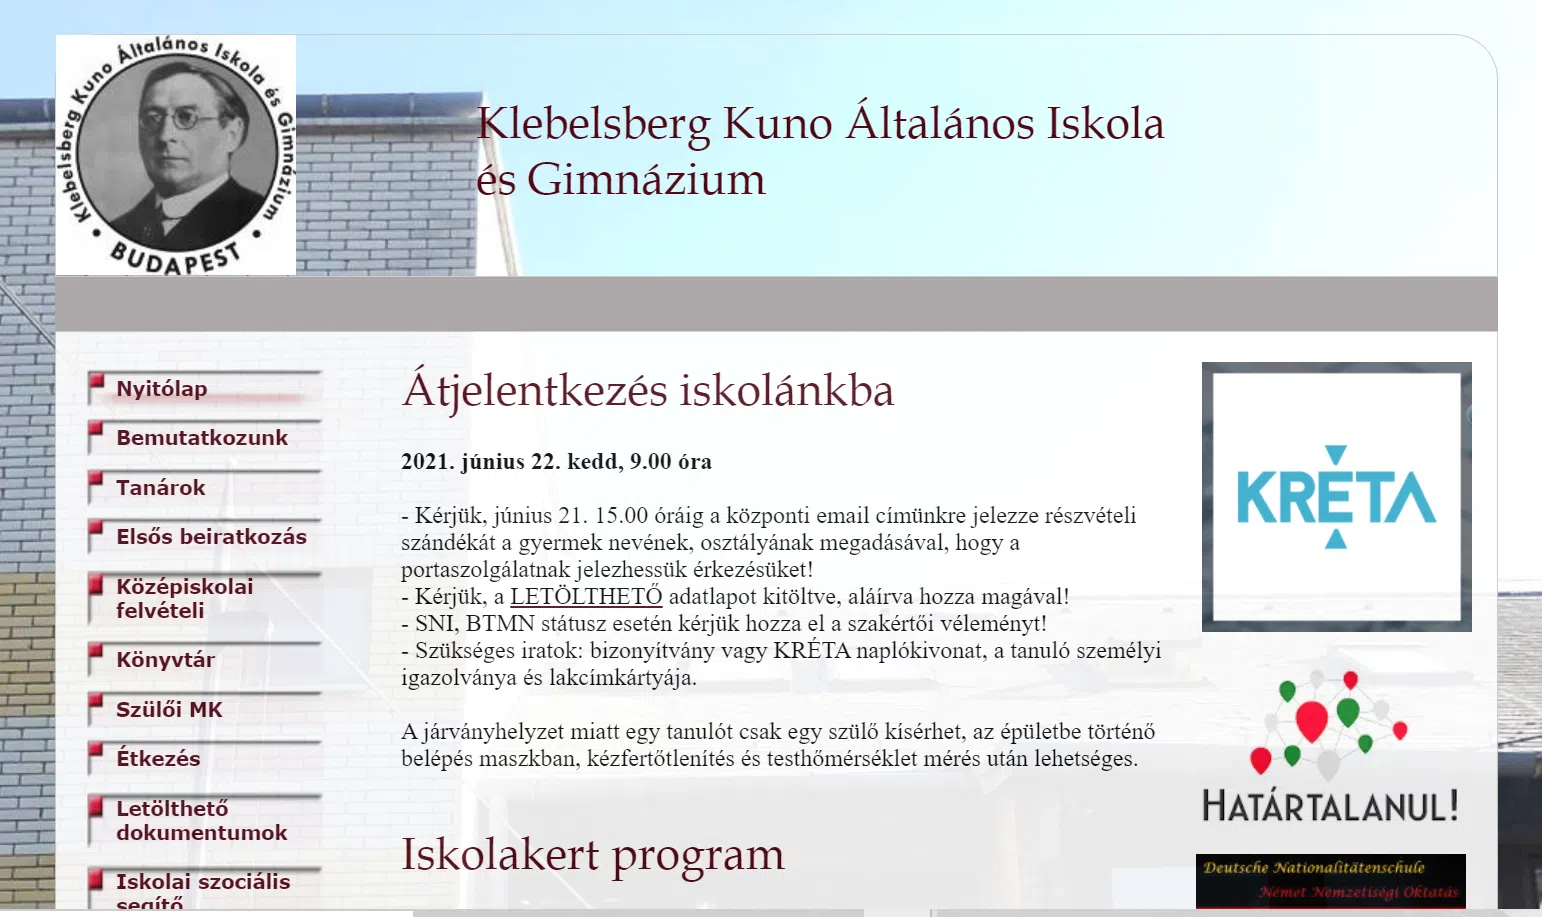 Klebelsberg Kuno Általános Iskola és Gimnázium
• BUDAPEST •
Klebelsberg Kuno Általános Iskola
és Gimnázium
Nyitólap
Bemutatkozunk
Tanárok
Elsős beiratkozás
Középiskolai
felvételi
Könyvtár
Szülői MK
Étkezés
Letölthető
dokumentumok
Iskolai szociális
segítő
Átjelentkezés iskolánkba
2021. június 22. kedd, 9.00 óra
- Kérjük, június 21. 15.00 óráig a központi email címünkre jelezze részvételi
szándékát a gyermek nevének, osztályának megadásával, hogy a
portaszolgálatnak jelezhessük érkezésüket!
- Kérjük, a LETÖLTHETŐ adatlapot kitöltve, aláírva hozza magával!
- SNI, BTMN státusz esetén kérjük hozza el a szakértői véleményt!
- Szükséges iratok: bizonyítvány vagy KRÉTA naplókivonat, a tanuló személyi
igazolványa és lakcímkártyája.
A járványhelyzet miatt egy tanulót csak egy szülő kísérhet, az épületbe történő
belépés maszkban, kézfertőtlenítés és testhőmérséklet mérés után lehetséges.
Iskolakert program
KRÉTA
HATÁRTALANUL!
Deutsche Nationalitätenschule
Német Nemzetiségi Oktatás